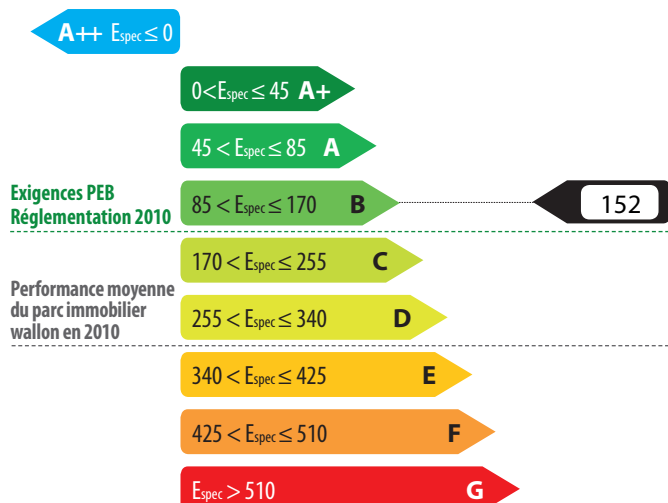 A++ Espec ≤ 0
0<Espec ≤ 45 A+
45 < Espec ≤ 85 A
Exigences PEB
Réglementation 2010
85 < Espec ≤ 170 B
152
170 < Espec ≤ 255 C
Performance moyenne
du parc immobilier
wallon en 2010
255 < Espec ≤ 340 D
340 < Espec ≤ 425 E
425 < Espec ≤ 510 F
Espec > 510 G